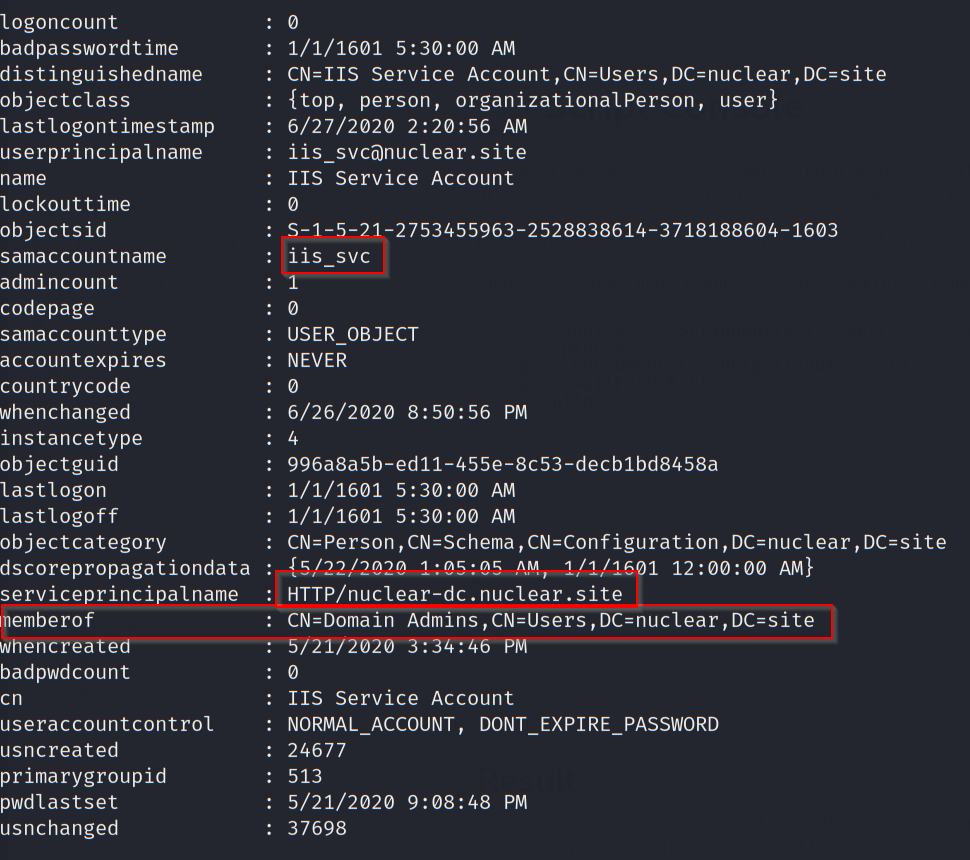 logoncount : 0
badpasswordtime : 1/1/1601 5:30:00 AM
distinguishedname : CN=IIS Service Account,CN=Users,DC=nuclear,DC=site
objectclass : {top, person, organizationalPerson, user}
lastlogontimestamp : 6/27/2020 2:20:56 AM
userprincipalname : iis_svc@nuclear.site
name : IIS Service Account
lockouttime : 0
objectsid : S-1-5-21-2753455963-2528838614-3718188604-1603
samaccountname : iis_svc
admincount : 1
codepage : 0
samaccounttype : USER_OBJECT
accountexpires : NEVER
countrycode : 0
whenchanged : 6/26/2020 8:50:56 PM
instancetype : 4
objectguid : 996a8a5b-ed11-455e-8c53-decb1bd8458a
lastlogon : 1/1/1601 5:30:00 AM
lastlogoff : 1/1/1601 5:30:00 AM
objectcategory : CN=Person,CN=Schema,CN=Configuration,DC=nuclear,DC=site
dscorepropagationdata : {5/22/2020 1:05:05 AM, 1/1/1601 12:00:00 AM}
serviceprincipalname : HTTP/nuclear-dc.nuclear.site
memberof : CN=Domain Admins,CN=Users,DC=nuclear,DC=site
whencreated : 5/21/2020 3:34:46 PM
badpwdcount : 0
cn : IIS Service Account
useraccountcontrol : NORMAL_ACCOUNT, DONT_EXPIRE_PASSWORD
usncreated : 24677
primarygroupid : 513
pwdlastset : 5/21/2020 9:08:48 PM
usnchanged : 37698